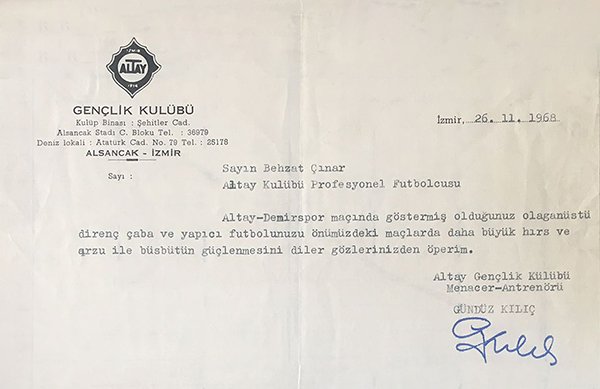 İZMİR
ALTAY
1914
GENÇLİK KULÜBÜ
Kulüp Binası : Şehitler Cad.
Alsancak Stadı C. Bloku Tel. : 36979
Deniz lokali : Atatürk Cad. No. 79 Tel. : 25178
ALSANCAK - İZMİR
Sayı :
İzmir, 26. 11. 1968
Sayın Behzat Çınar
Altay Kulübü Profesyonel Futbolcusu
Altay-Demirspor maçında göstermiş olduğunuz olağanüstü
direnç çaba ve yapıcı futbolunuzu önümüzdeki maçlarda daha büyük hırs ve
arzu ile büsbütün güçlenmesini diler gözlerinizden öperim.
Altay Gençlik Külübü
Menacer-Antrenörü
GÜNDÜZ KILIÇ
GKılıç